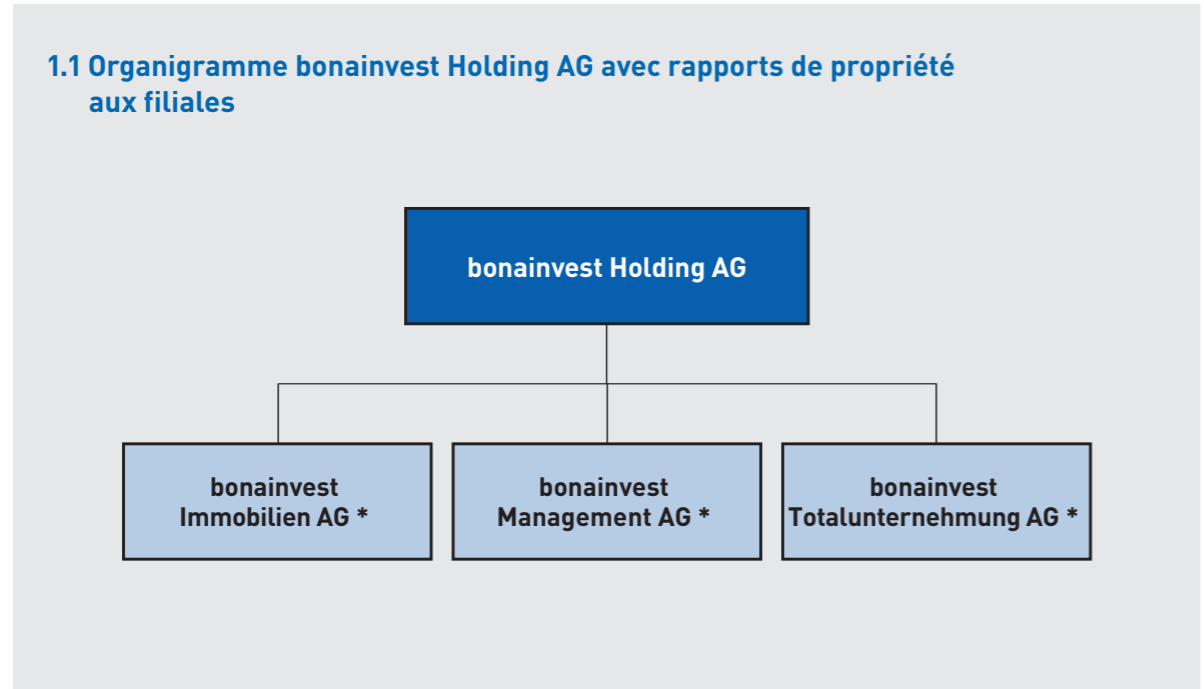 1.1 Organigramme bonainvest Holding AG avec rapports de propriété
aux filiales
bonainvest Holding AG
bonainvest
Immobilien AG *
bonainvest
Management AG *
bonainvest
Totalunternehmung AG *